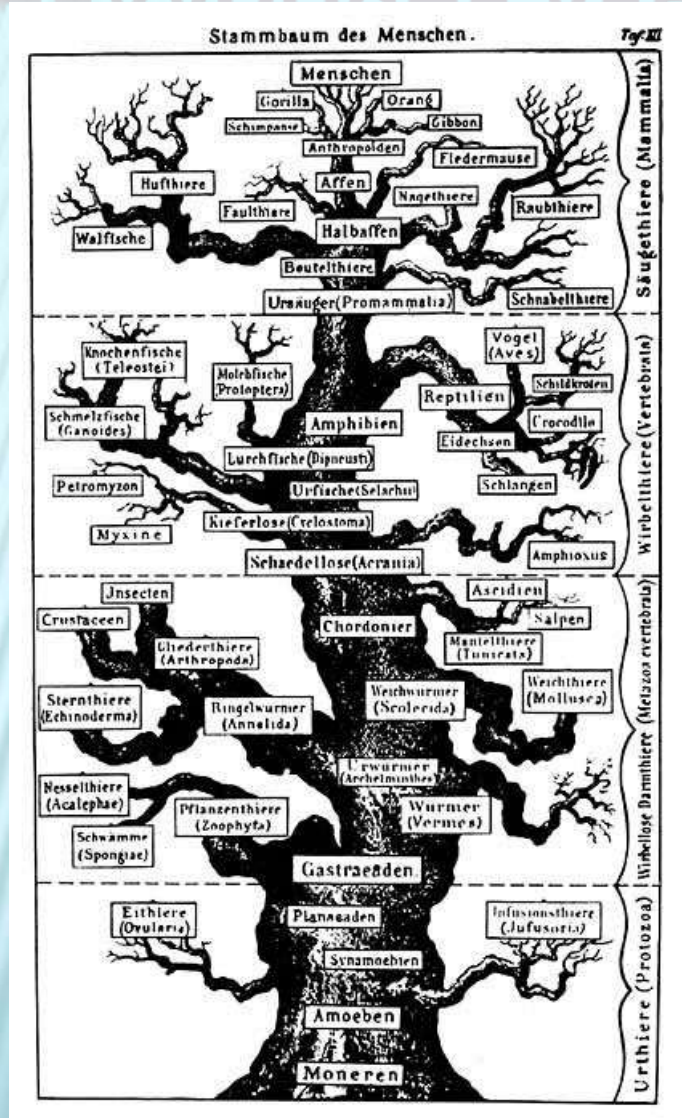 Stammbaum des Menschen.
Taf. XII
Menschen
Gorilla
Orang
Schimpanse
Gibbon
Anthropoiden
Fledermäuse
Hufthiere
Affen
Nagethiere
Faulthiere
Raubthiere
Walfische
Halbaffen
Beutelthiere
Ursäuger (Promammalia)
Schnabelthiere
Säugethiere (Mammalia)
Knochenfische
(Teleostei)
Molchfische
(Protoptera)
Vögel
(Aves)
Schildkröten
Reptilien
Schmelzfische
(Ganoides)
Amphibien
Crocodile
Eidechsen
Lurchfische (Dipneusti)
Schlangen
Petromyzon
Urfische (Selachii)
Kieferlose (Cyclostoma)
Myxine
Amphioxus
Schaedellose (Acrania)
Wirbelthiere (Vertebrata)
Jnsecten
Ascidien
Crustaceen
Chordonier
Salpen
Gliederthiere
(Arthropoda)
Mantelthiere
(Tunicata)
Sternthiere
(Echinoderma)
Ringelwürmer
(Annelida)
Weichwürmer
(Scolecida)
Weichthiere
(Mollusca)
Urwürmer
(Archelminthes)
Nesselthiere
(Acalephae)
Pflanzenthiere
(Zoophyta)
Würmer
(Vermes)
Schwämme
(Spongiae)
Gastraeaden.
Wirbellose Darmthiere (Metazoa evertebrata)
Eithiere
(Ovularia)
Planaeaden
Infusionsthiere
(Jnfusoria)
Synamoebien
Amoeben
Moneren
Urthiere (Protozoa)